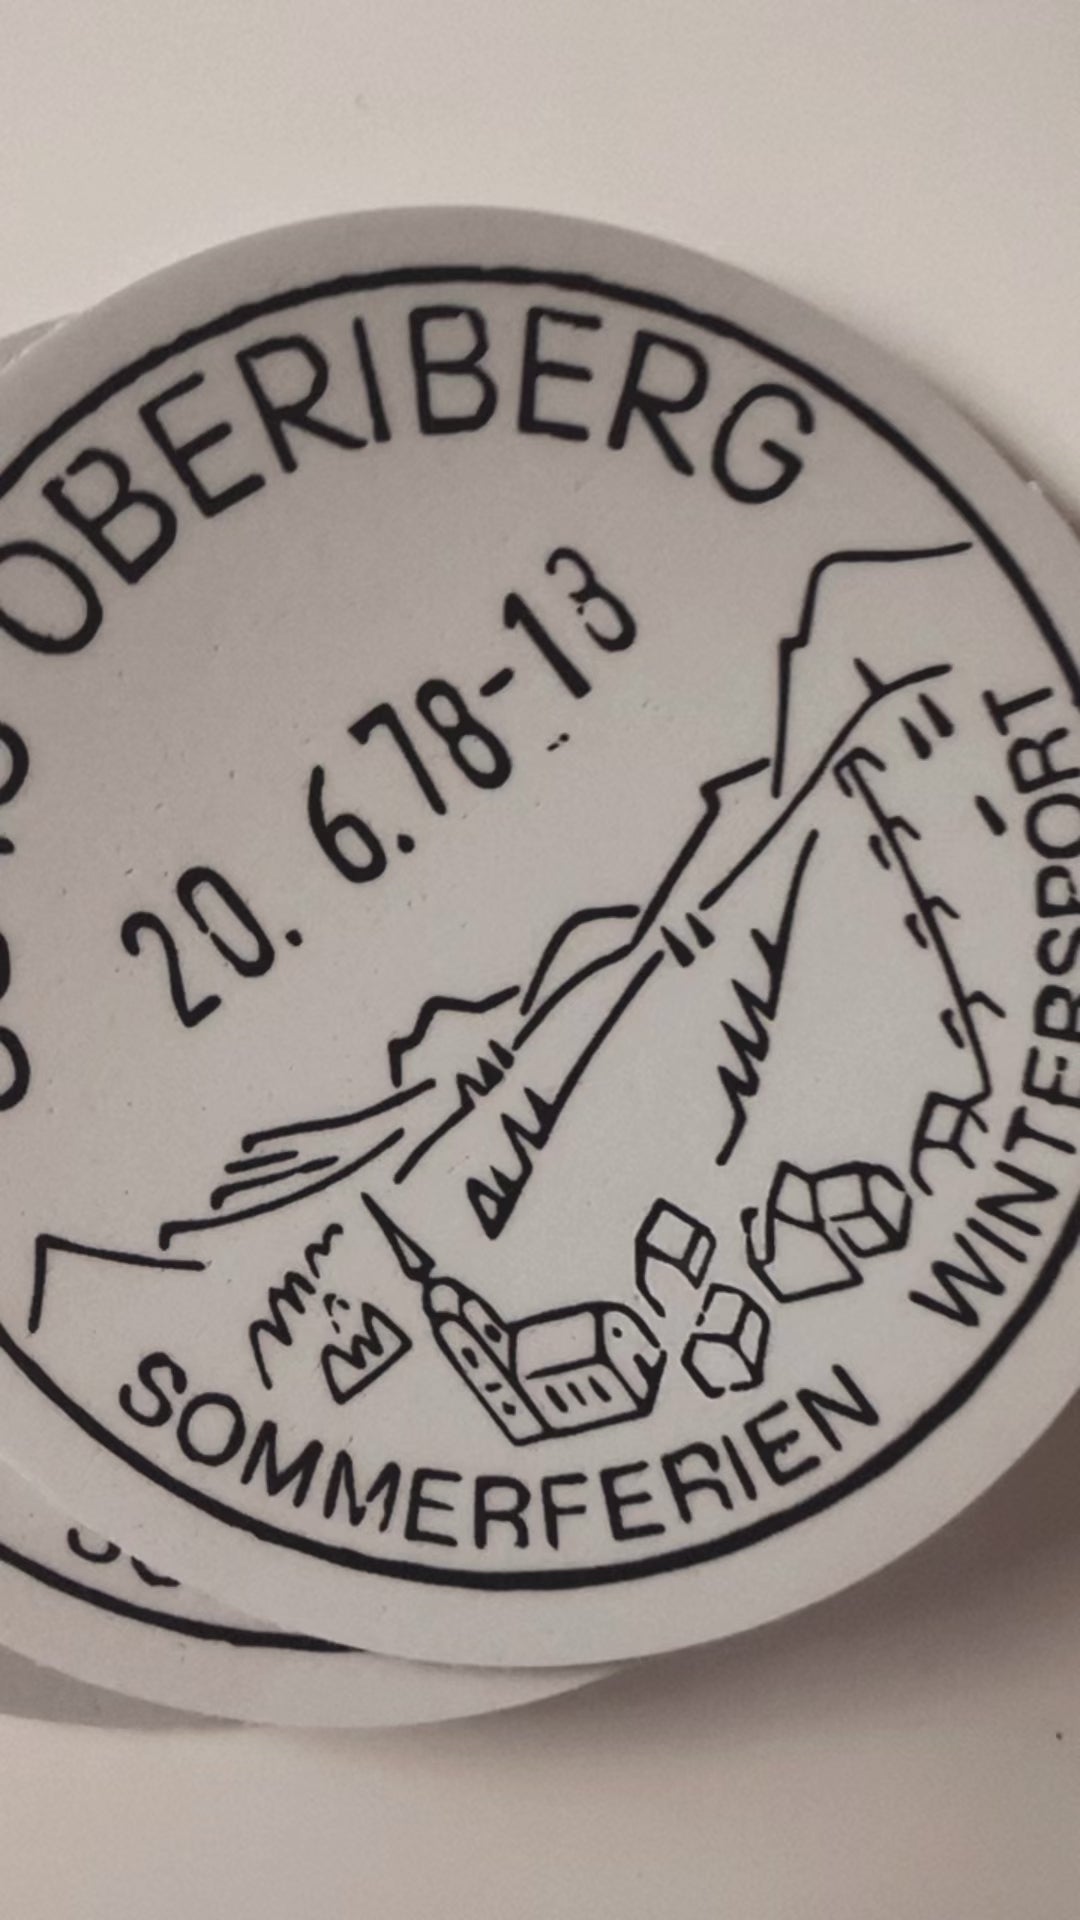 OBERIBERG
20. 6.78-13
WINTERSPORT
SOMMERFERIEN